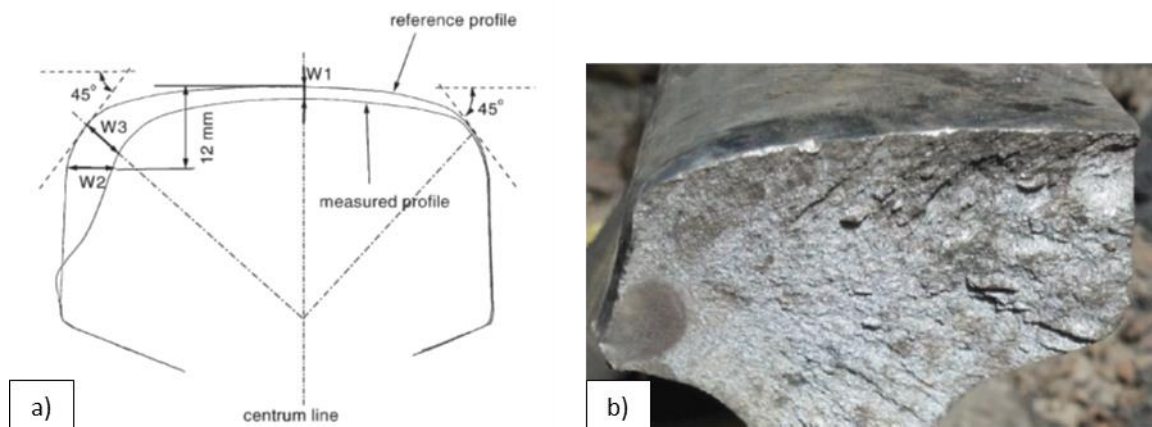 reference profile
W1
45°
45°
W3
12 mm
W2
measured profile
centrum line
a)
b)